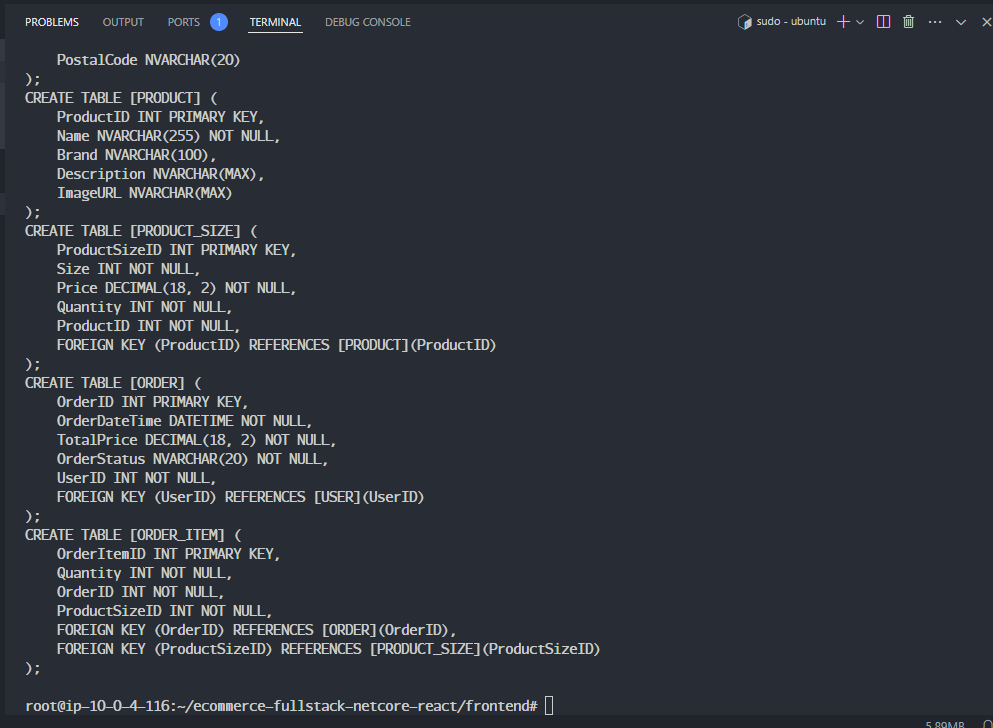 PROBLEMS OUTPUT PORTS 1 TERMINAL DEBUG CONSOLE sudo - ubuntu
    PostalCode NVARCHAR(20)
);
CREATE TABLE [PRODUCT] (
    ProductID INT PRIMARY KEY,
    Name NVARCHAR(255) NOT NULL,
    Brand NVARCHAR(100),
    Description NVARCHAR(MAX),
    ImageURL NVARCHAR(MAX)
);
CREATE TABLE [PRODUCT_SIZE] (
    ProductSizeID INT PRIMARY KEY,
    Size INT NOT NULL,
    Price DECIMAL(18, 2) NOT NULL,
    Quantity INT NOT NULL,
    ProductID INT NOT NULL,
    FOREIGN KEY (ProductID) REFERENCES [PRODUCT](ProductID)
);
CREATE TABLE [ORDER] (
    OrderID INT PRIMARY KEY,
    OrderDateTime DATETIME NOT NULL,
    TotalPrice DECIMAL(18, 2) NOT NULL,
    OrderStatus NVARCHAR(20) NOT NULL,
    UserID INT NOT NULL,
    FOREIGN KEY (UserID) REFERENCES [USER](UserID)
);
CREATE TABLE [ORDER_ITEM] (
    OrderItemID INT PRIMARY KEY,
    Quantity INT NOT NULL,
    OrderID INT NOT NULL,
    ProductSizeID INT NOT NULL,
    FOREIGN KEY (OrderID) REFERENCES [ORDER](OrderID),
    FOREIGN KEY (ProductSizeID) REFERENCES [PRODUCT_SIZE](ProductSizeID)
);
root@ip-10-0-4-116:~/ecommerce-fullstack-netcore-react/frontend#
5.89MB